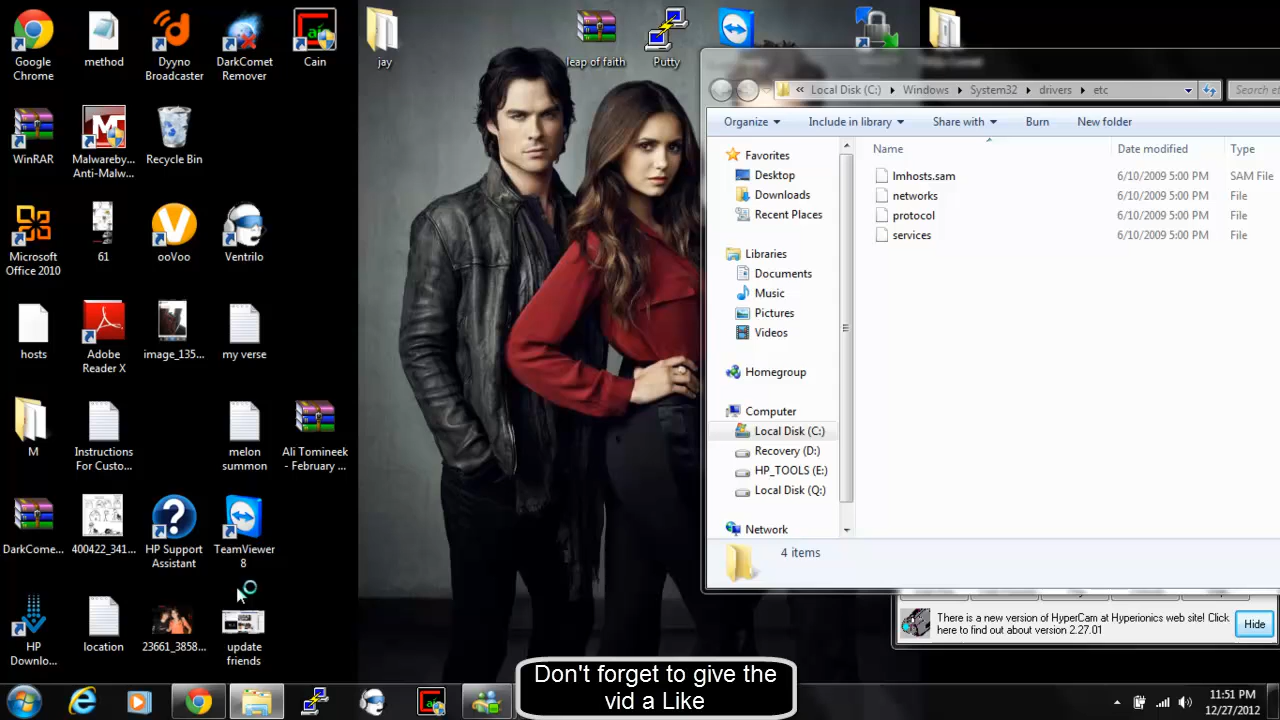 Google
Chrome
method
Dyyno
Broadcaster
DarkComet
Remover
Cain
jay
leap of faith
Putty
WinRAR
Malwareby...
Anti-Malw...
Recycle Bin
Microsoft
Office 2010
61
ooVoo
Ventrilo
hosts
Adobe
Reader X
image_135...
my verse
M
Instructions
For Custo...
melon
summon
Ali Tomineek
- February ...
DarkCome...
400422_341...
HP Support
Assistant
TeamViewer
8
HP
Downlo...
location
23661_3858...
update
friends
« Local Disk (C:) ▸ Windows ▸ System32 ▸ drivers ▸ etc
Search et
Organize ▾ Include in library ▾ Share with ▾ Burn New folder
Name Date modified Type
Favorites
Desktop
Downloads
Recent Places
Libraries
Documents
Music
Pictures
Videos
Homegroup
Computer
Local Disk (C:)
Recovery (D:)
HP_TOOLS (E:)
Local Disk (Q:)
Network
lmhosts.sam 6/10/2009 5:00 PM SAM File
networks 6/10/2009 5:00 PM File
protocol 6/10/2009 5:00 PM File
services 6/10/2009 5:00 PM File
4 items
There is a new version of HyperCam at Hyperionics web site! Click
here to find out about version 2.27.01
Hide
Don't forget to give the
vid a Like
11:51 PM
12/27/2012